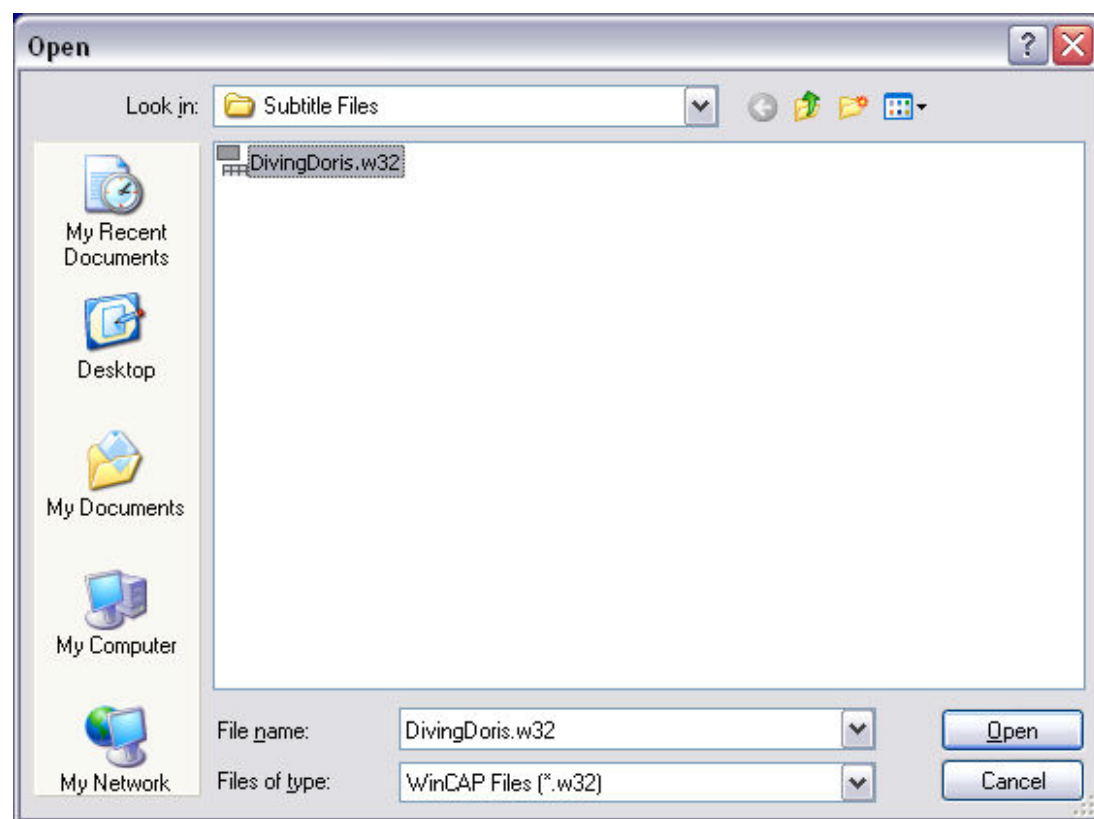 Open
Look in:
Subtitle Files
DivingDoris.w32
My Recent
Documents
Desktop
My Documents
My Computer
My Network
File name:
DivingDoris.w32
Open
Files of type:
WinCAP Files (*.w32)
Cancel